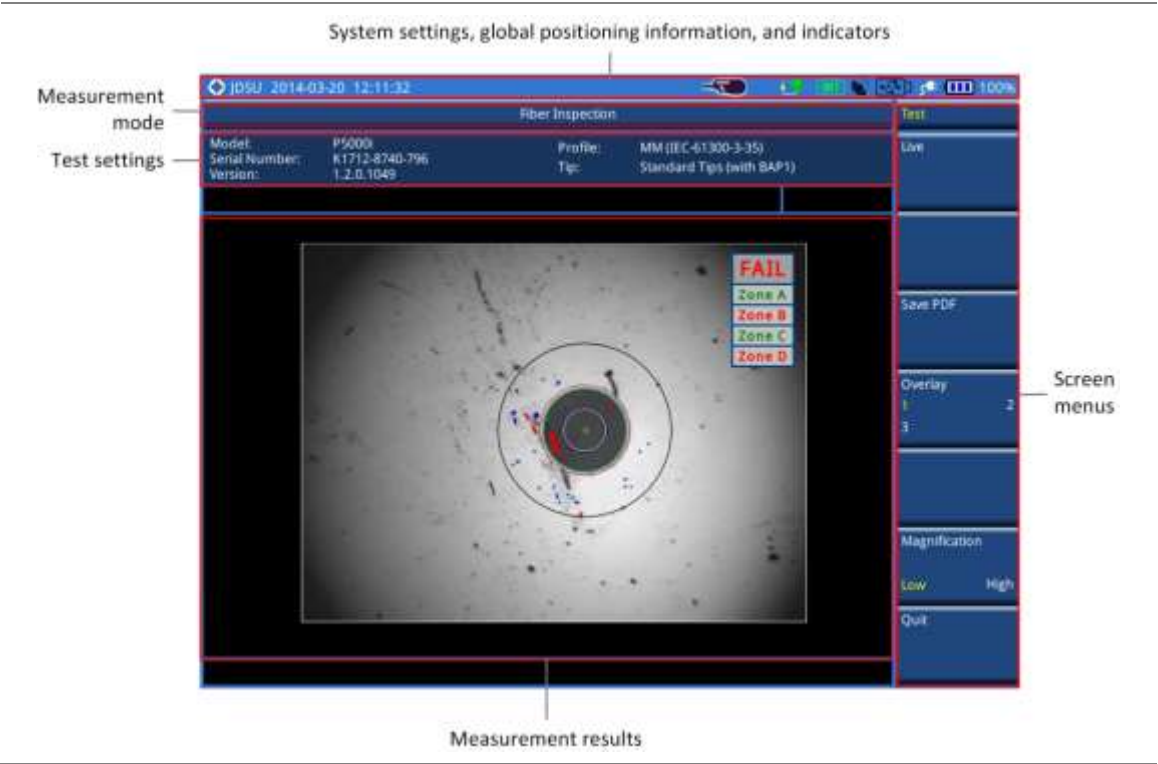 System settings, global positioning information, and indicators
JDSU 2014-03-20 12:11:32
100%
Measurement
mode
Fiber Inspection
Test
Test settings
Model: P5000i Profile: MM (IEC-61300-3-35)
Serial Number: K1712-8740-796 Tip: Standard Tips (with BAP1)
Version: 1.2.0.1049
Live
FAIL
Zone A
Zone B
Zone C
Zone D
Save PDF
Overlay
1 2
3
Screen
menus
Magnification
Low High
Quit
Measurement results